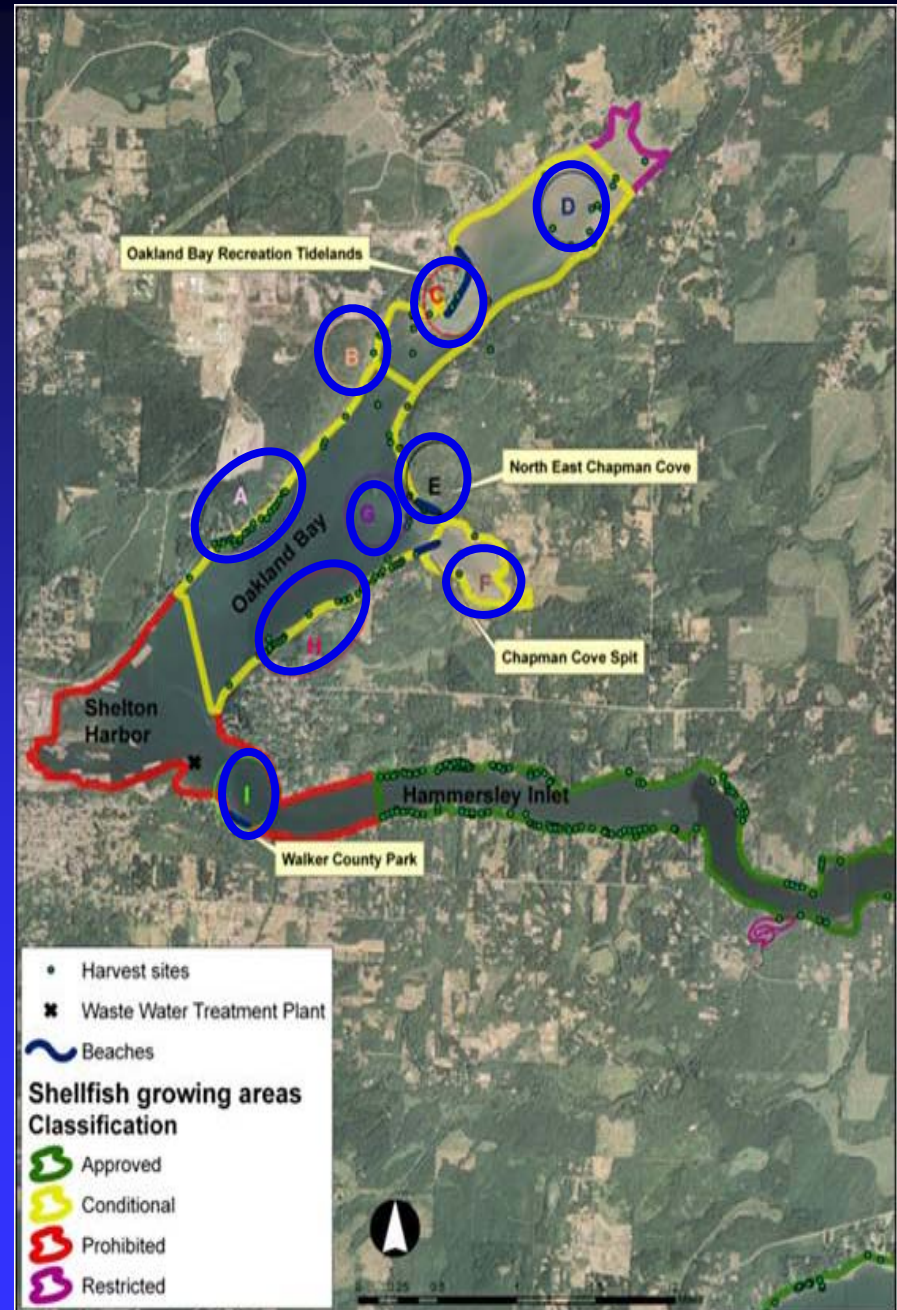 D
Oakland Bay Recreation Tidelands
C
B
North East Chapman Cove
A
E
G
Oakland Bay
F
H
Chapman Cove Spit
Shelton
Harbor
I
Hammersley Inlet
Walker County Park
Harvest sites
Waste Water Treatment Plant
Beaches
Shellfish growing areas
Classification
Approved
Conditional
Prohibited
Restricted